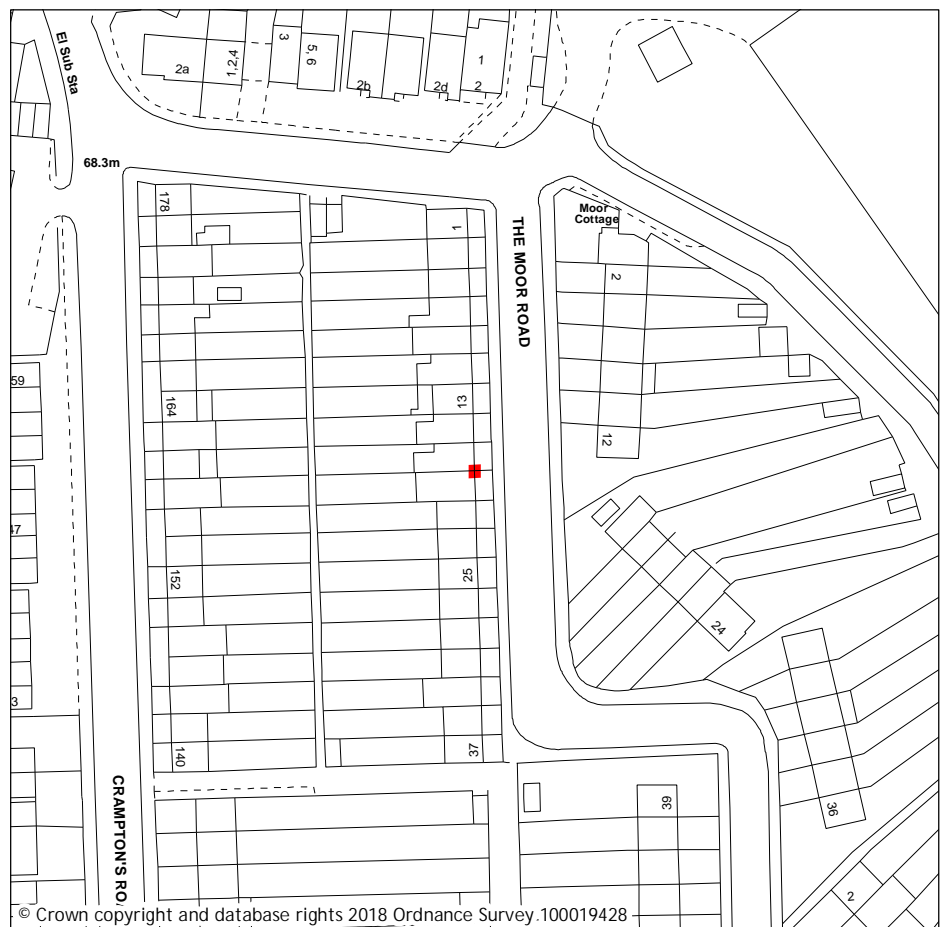 El Sub Sta
2a
1,2,4
3
5, 6
2b
2d
1
2
68.3m
178
1
THE MOOR ROAD
Moor
Cottage
2
59
164
13
12
47
152
25
24
3
140
37
36
39
CRAMPTON'S RO
2
© Crown copyright and database rights 2018 Ordnance Survey 100019428